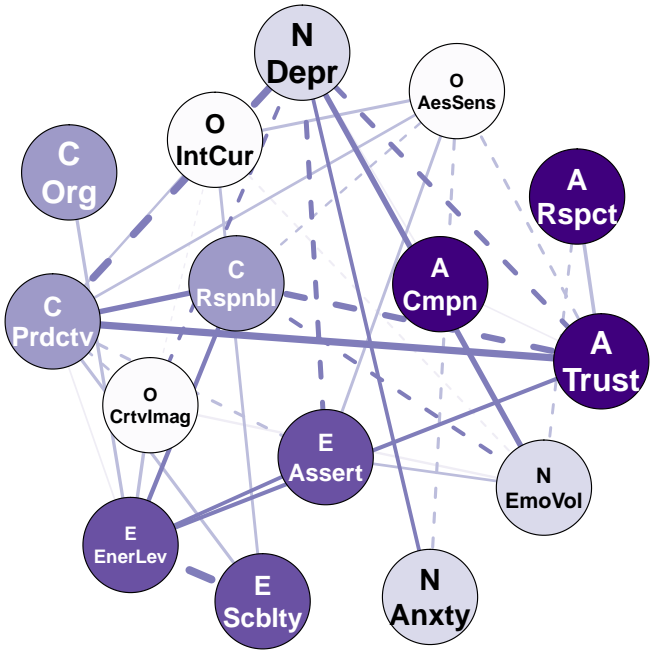 N
Depr
O
AesSens
O
IntCur
C
Org
A
Rspct
C
Rspnbl
A
Cmpn
C
Prdctv
A
Trust
O
CrtvImag
E
Assert
N
EmoVol
E
EnerLev
E
Scblty
N
Anxty